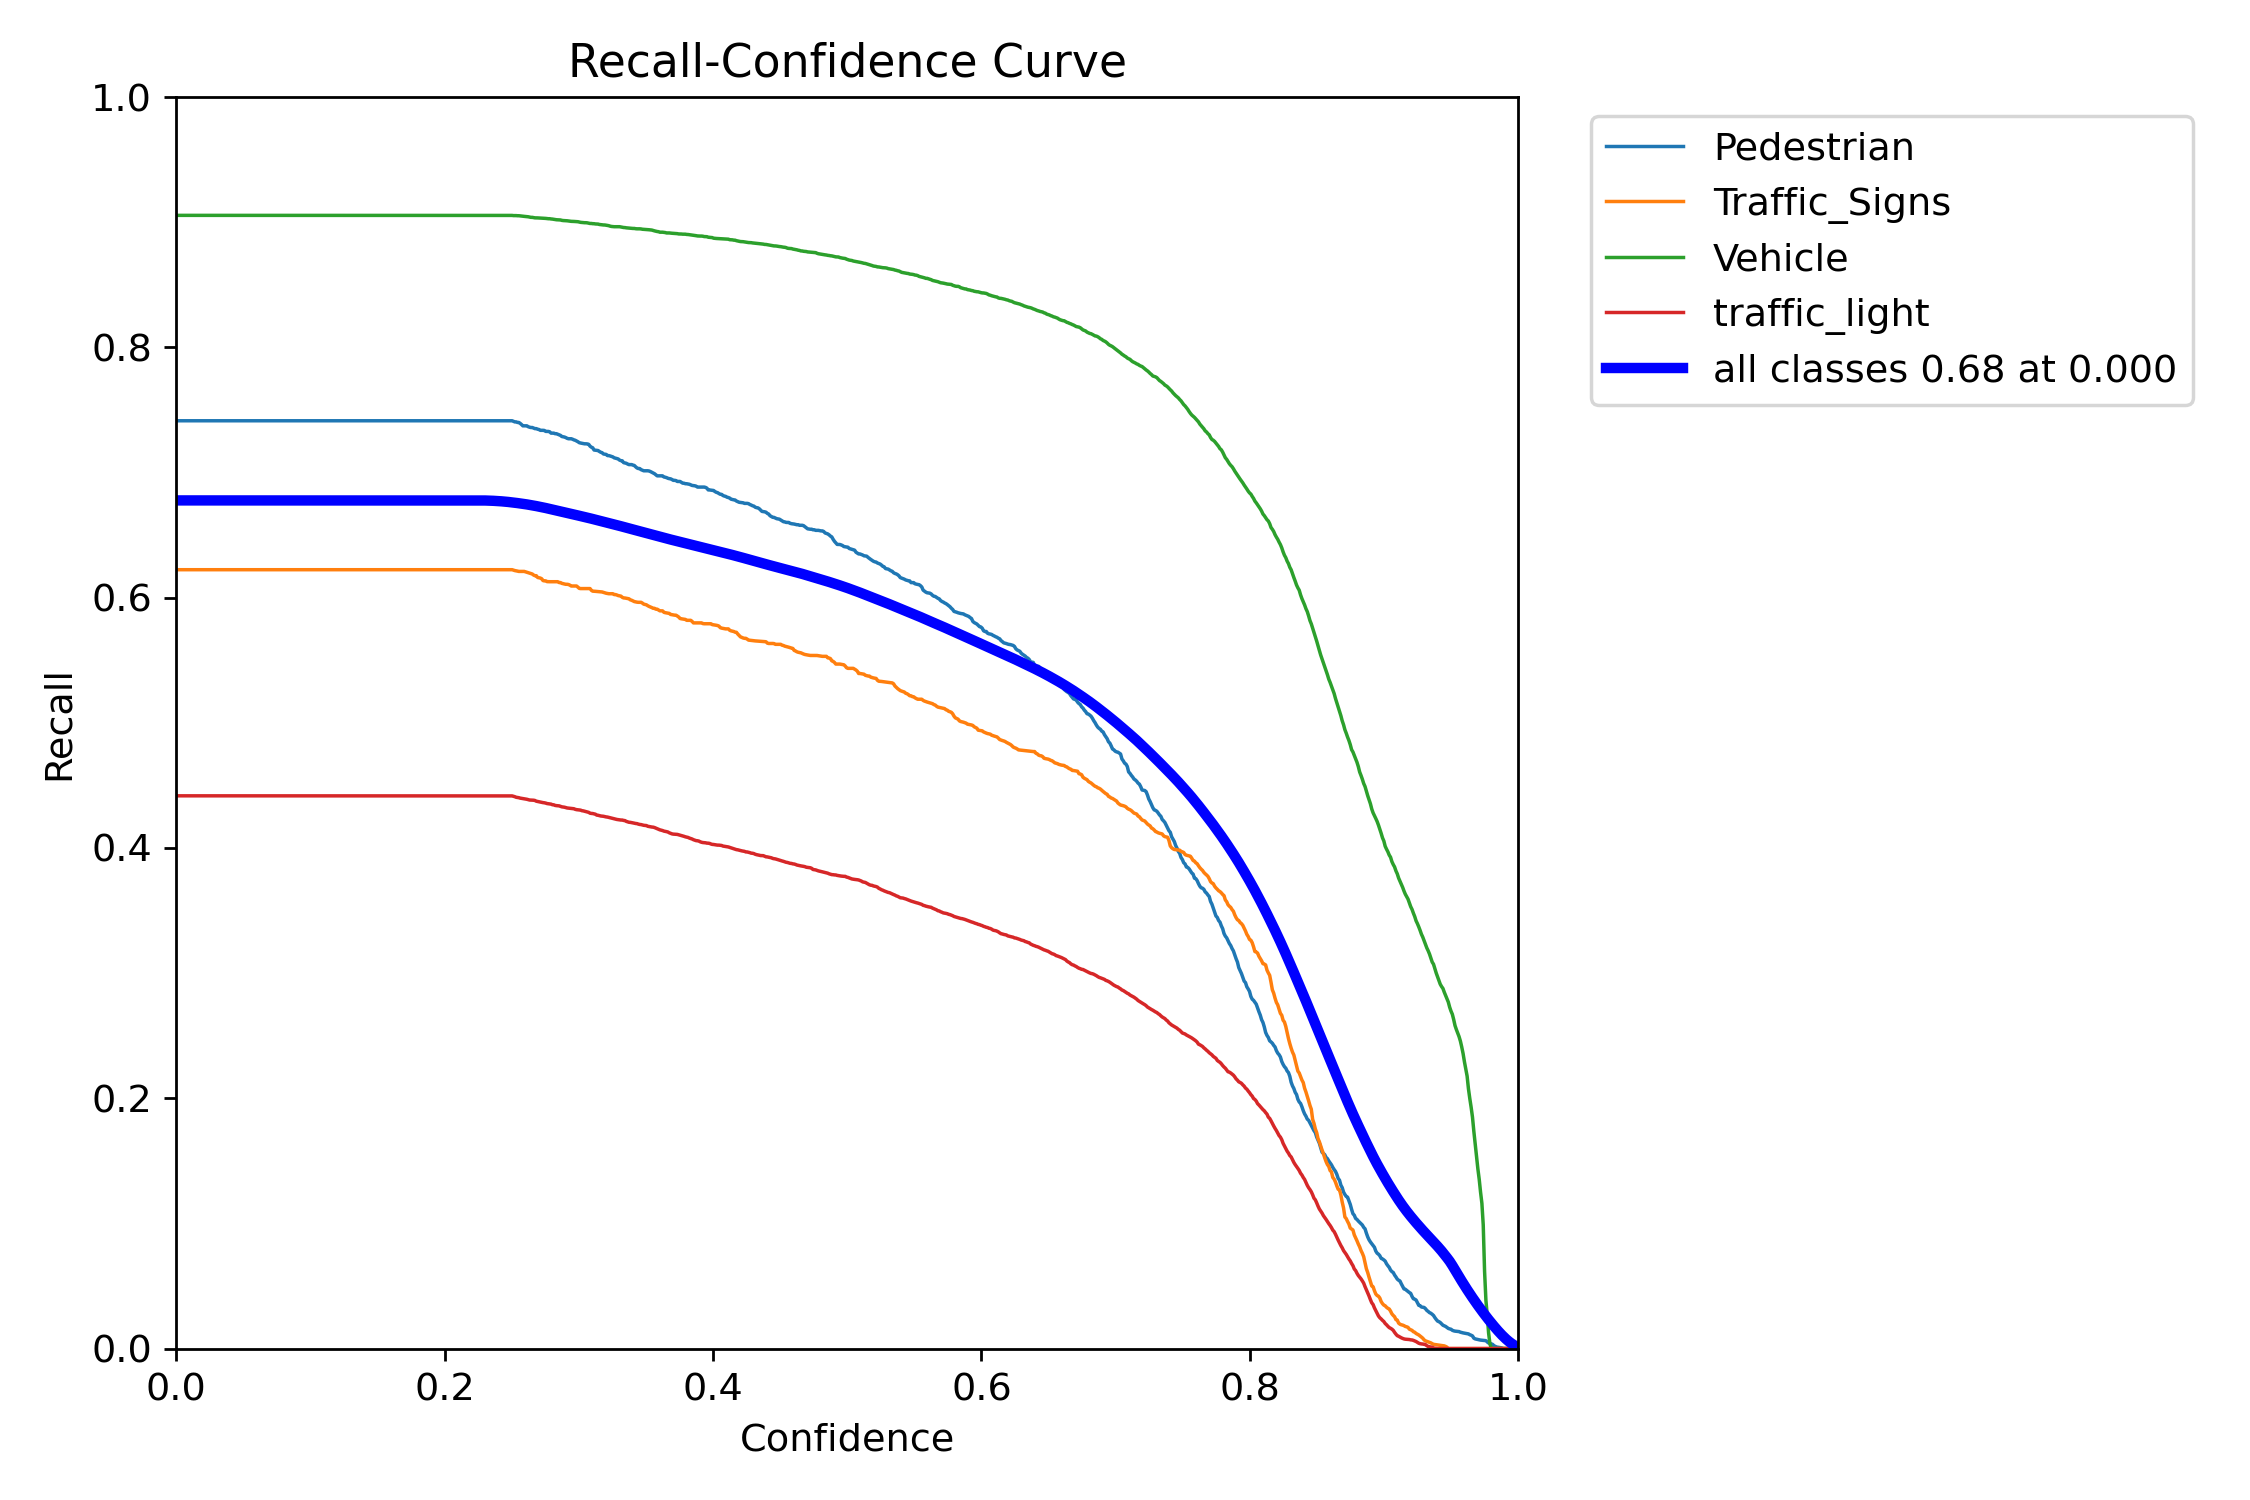 Recall-Confidence Curve
1.0
0.8
0.6
0.4
0.2
0.0
Recall
0.0 0.2 0.4 0.6 0.8 1.0
Confidence
Pedestrian
Traffic_Signs
Vehicle
traffic_light
all classes 0.68 at 0.000